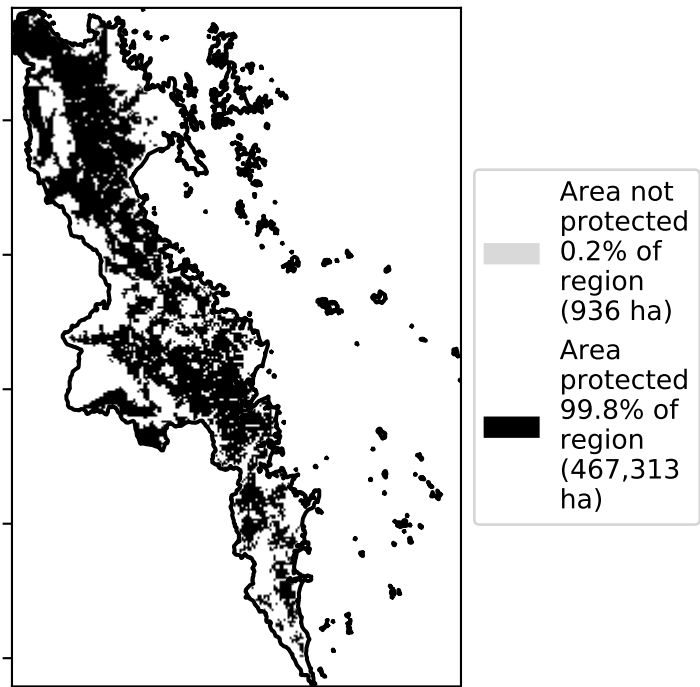 Area not
protected
0.2% of
region
(936 ha)
Area
protected
99.8% of
region
(467,313
ha)